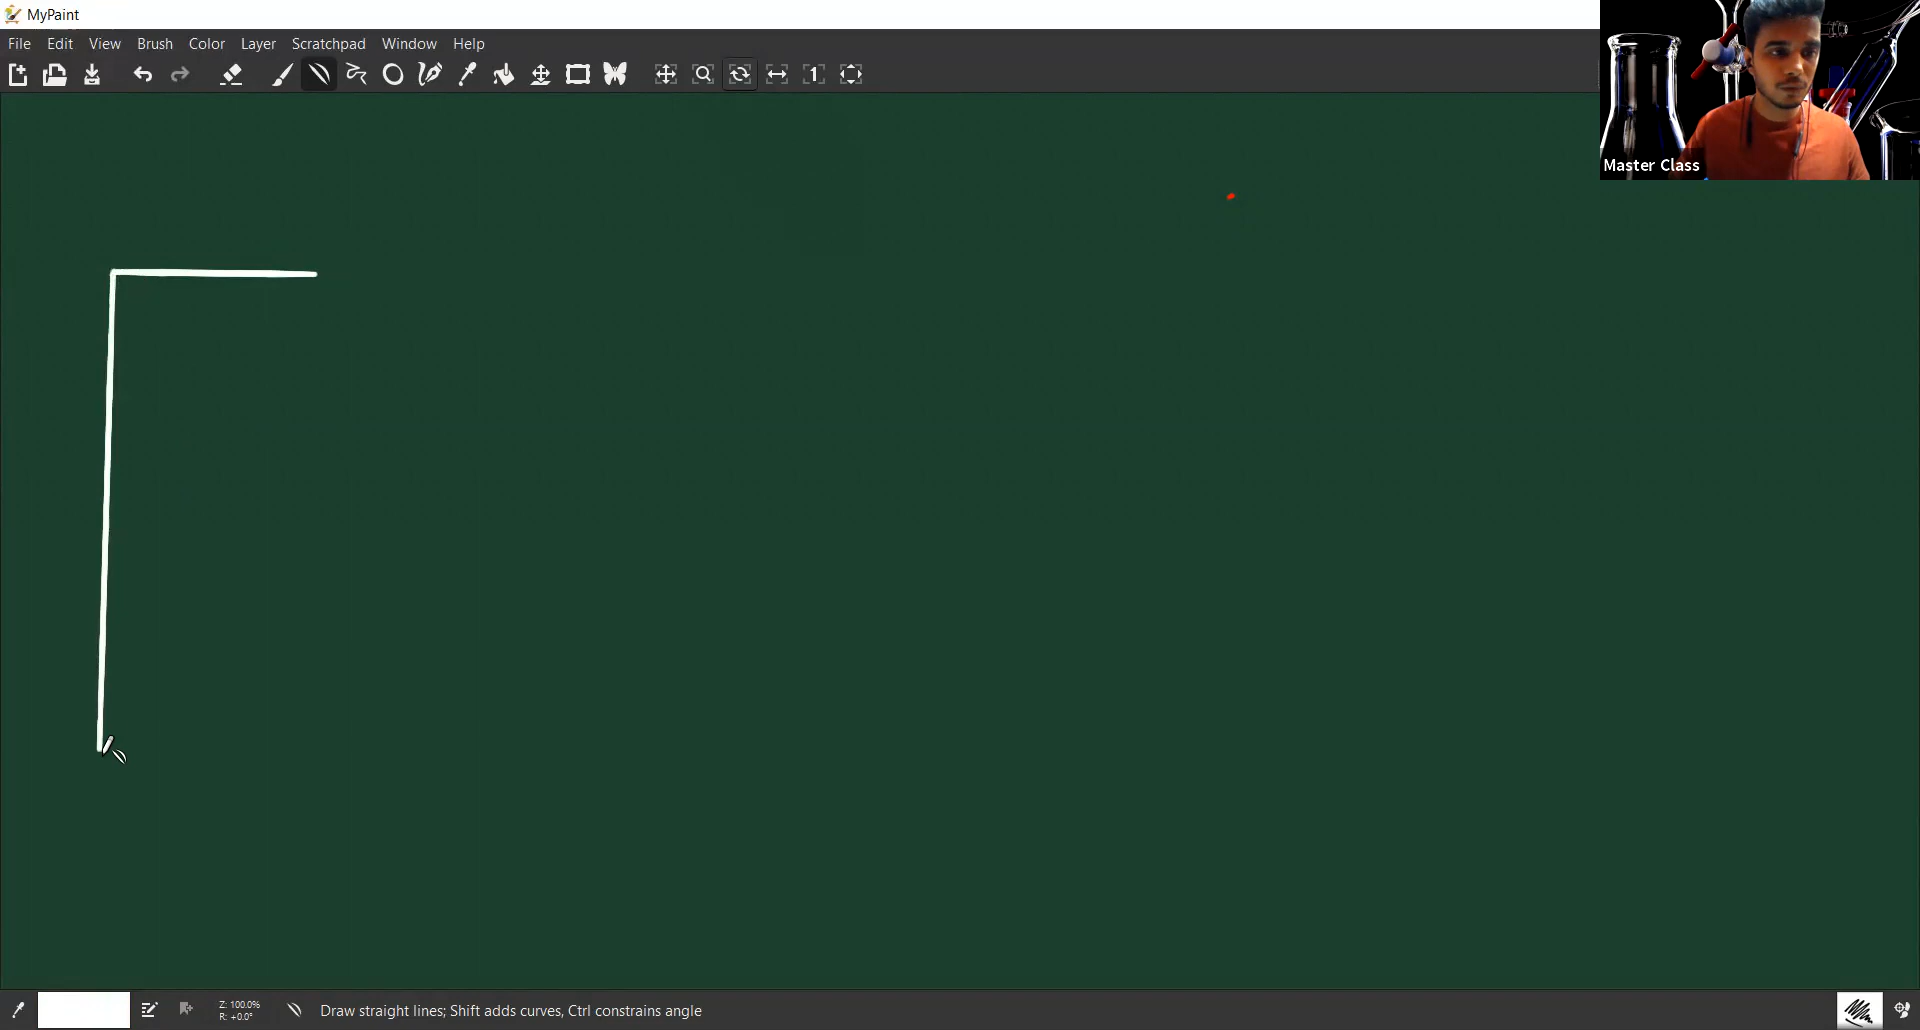 MyPaint
File Edit View Brush Color Layer Scratchpad Window Help
1
Master Class
Z: 100.0%
R: +0.0°
Draw straight lines; Shift adds curves, Ctrl constrains angle